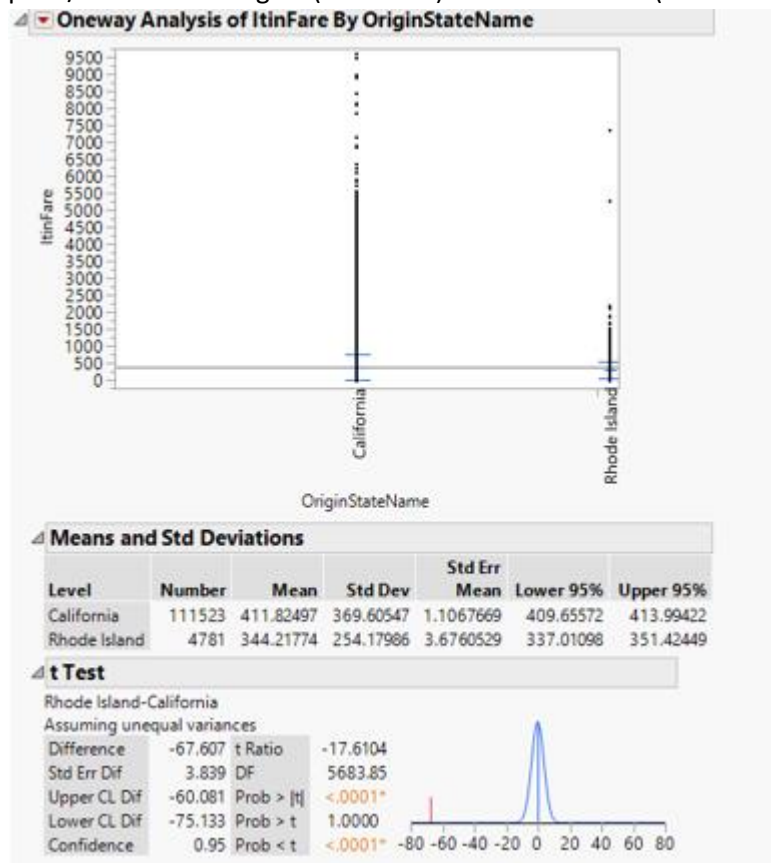 Oneway Analysis of ItinFare By OriginStateName
9500
9000
8500
8000
7500
7000
6500
6000
5500
5000
4500
4000
3500
3000
2500
2000
1500
1000
500
0
ItinFare
California
Rhode Island
OriginStateName
Means and Std Deviations
Level Number Mean Std Dev Std Err Mean Lower 95% Upper 95%
California 111523 411.82497 369.60547 1.1067669 409.65572 413.99422
Rhode Island 4781 344.21774 254.17986 3.6760529 337.01098 351.42449
t Test
Rhode Island-California
Assuming unequal variances
Difference -67.607 t Ratio -17.6104
Std Err Dif 3.839 DF 5683.85
Upper CL Dif -60.081 Prob > |t| <.0001*
Lower CL Dif -75.133 Prob > t 1.0000
Confidence 0.95 Prob < t <.0001*
-80 -60 -40 -20 0 20 40 60 80